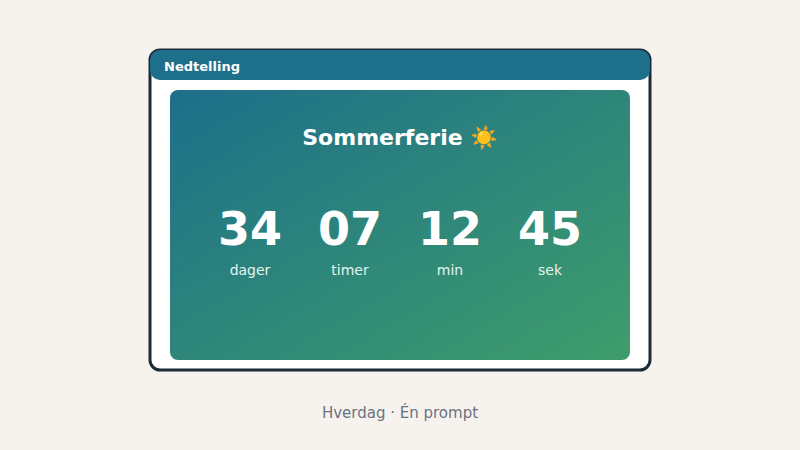 Nedtelling
Sommerferie ☀️
34 07 12 45
dager timer min sek
Hverdag · Én prompt